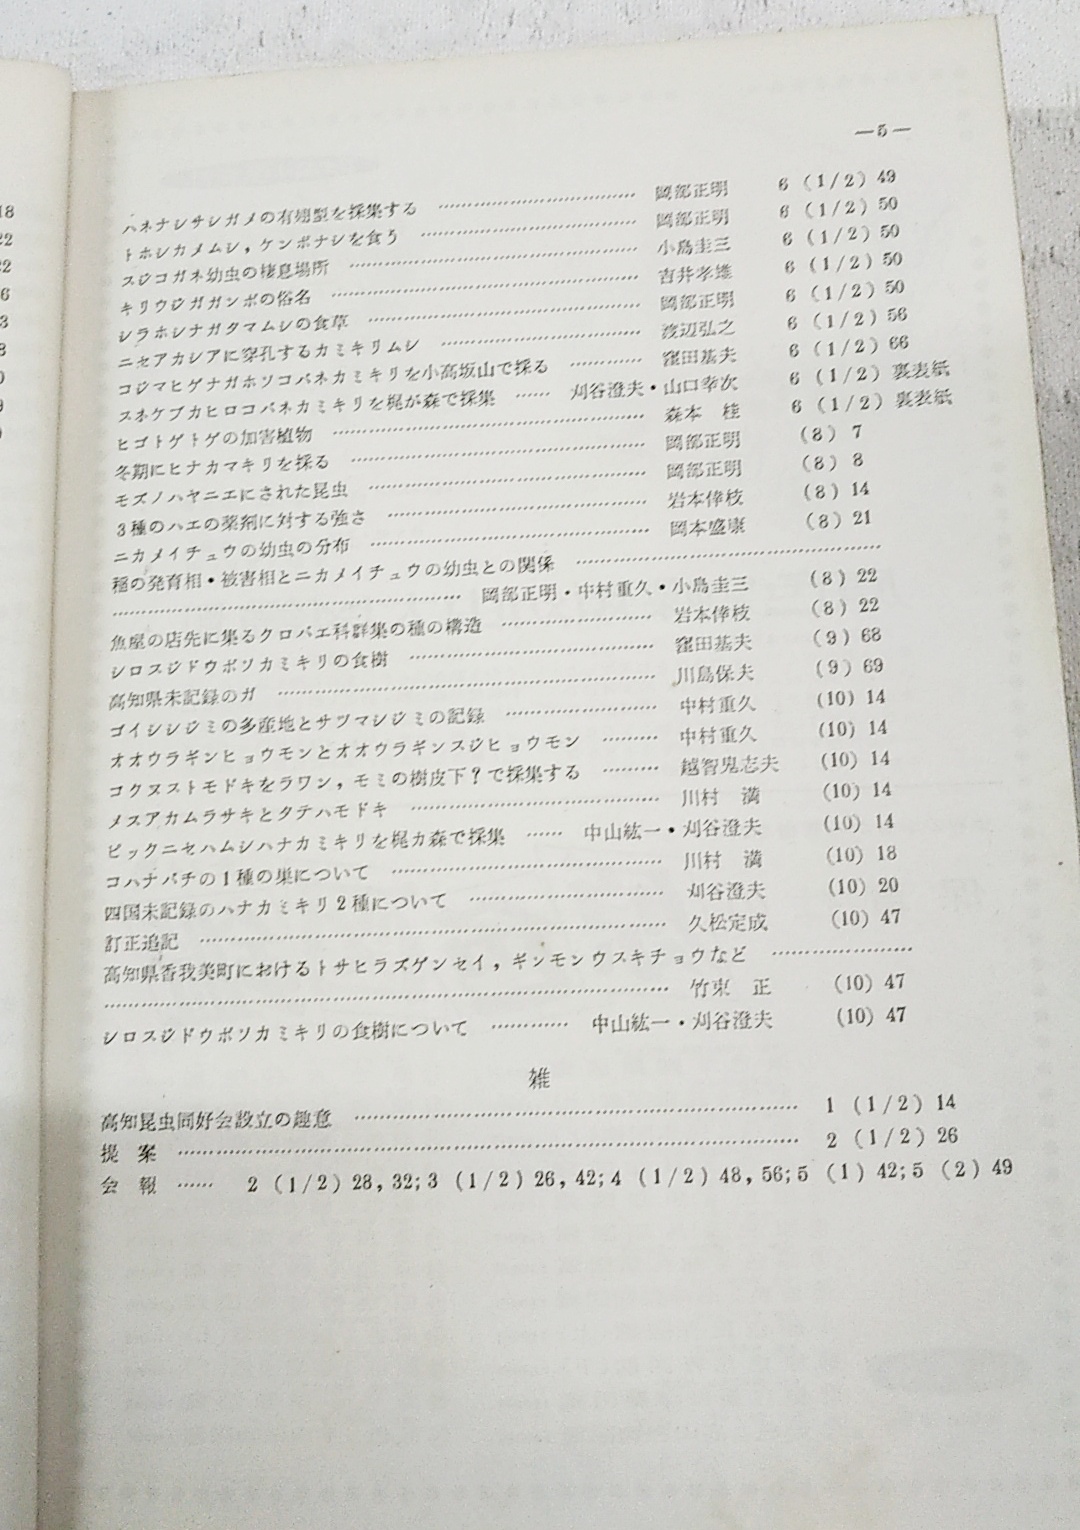 —5—
ハネナシサシガメの有翅型を採集する ………… 岡部正明 6 (1/2) 49
トホシカメムシ，ケンポナシを食う ………… 岡部正明 6 (1/2) 50
スジコガネ幼虫の棲息場所 ………… 小島圭三 6 (1/2) 50
キリウジガガンボの俗名 ………… 吉井孝雄 6 (1/2) 50
シラホシナガタマムシの食草 ………… 岡部正明 6 (1/2) 50
ニセアカシアに穿孔するカミキリムシ ………… 渡辺弘之 6 (1/2) 56
コジマヒゲナガホソコバネカミキリを小高坂山で採る ………… 窪田基夫 6 (1/2) 66
スネケブカヒロコバネカミキリを梶が森で採集 …… 刈谷澄夫・山口幸次 6 (1/2) 裏表紙
ヒゴトゲトゲの加害植物 ………… 森本 桂 6 (1/2) 裏表紙
冬期にヒナカマキリを採る ………… 岡部正明 (8) 7
モズノハヤニエにされた昆虫 ………… 岡部正明 (8) 8
3種のハエの薬剤に対する強さ ………… 岩本倖枝 (8) 14
ニカメイチュウの幼虫の分布 ………… 岡本盛康 (8) 21
稲の発育相・被害相とニカメイチュウの幼虫との関係 …………
………… 岡部正明・中村重久・小島圭三 (8) 22
魚屋の店先に集るクロバエ科群集の種の構造 ………… 岩本倖枝 (8) 22
シロスジドウボソカミキリの食樹 ………… 窪田基夫 (9) 68
高知県未記録のガ ………… 川島保夫 (9) 69
ゴイシシジミの多産地とサツマシジミの記録 ………… 中村重久 (10) 14
オオウラギンヒョウモンとオオウラギンスジヒョウモン ……… 中村重久 (10) 14
コクヌストモドキをラワン，モミの樹皮下？で採集する ……… 越智鬼志夫 (10) 14
メスアカムラサキとタテハモドキ ………… 川村 満 (10) 14
ピックニセハムシハナカミキリを梶カ森で採集 …… 中山紘一・刈谷澄夫 (10) 14
コハナバチの1種の巣について ………… 川村 満 (10) 18
四国未記録のハナカミキリ2種について ………… 刈谷澄夫 (10) 20
訂正追記 ………… 久松定成 (10) 47
高知県香我美町におけるトサヒラズゲンセイ，ギンモンウスキチョウなど …………
………… 竹東 正 (10) 47
シロスジドウボソカミキリの食樹について ………… 中山紘一・刈谷澄夫 (10) 47
雑
高知昆虫同好会設立の趣意 ………… 1 (1/2) 14
提 案 ………… 2 (1/2) 26
会 報 …… 2 (1/2) 28, 32; 3 (1/2) 26, 42; 4 (1/2) 48, 56; 5 (1) 42; 5 (2) 49